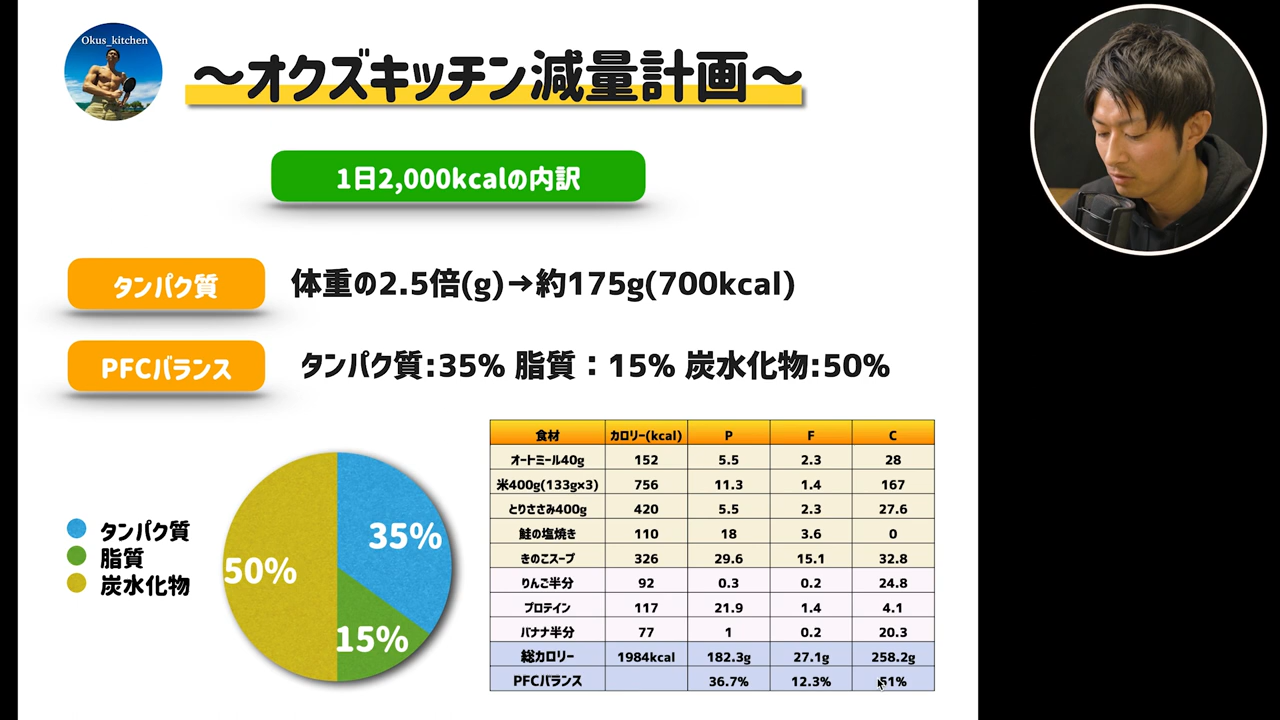 Okus_kitchen
〜オクズキッチン減量計画〜
1日2,000kcalの内訳
タンパク質 体重の2.5倍(g)→約175g(700kcal)
PFCバランス タンパク質:35% 脂質：15% 炭水化物:50%
タンパク質
脂質
炭水化物
35%
50%
15%
食材 カロリー(kcal) P F C
オートミール40g 152 5.5 2.3 28
米400g(133g×3) 756 11.3 1.4 167
とりささみ400g 420 5.5 2.3 27.6
鮭の塩焼き 110 18 3.6 0
きのこスープ 326 29.6 15.1 32.8
りんご半分 92 0.3 0.2 24.8
プロテイン 117 21.9 1.4 4.1
バナナ半分 77 1 0.2 20.3
総カロリー 1984kcal 182.3g 27.1g 258.2g
PFCバランス 36.7% 12.3% 51%